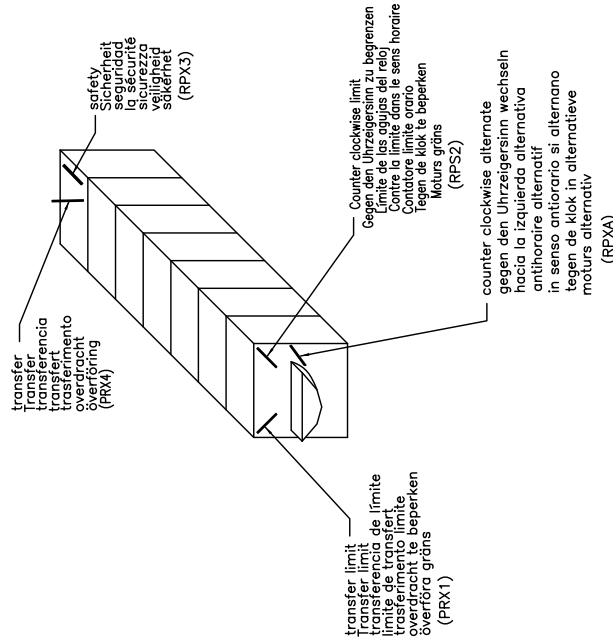 transfer
Transfer
transferencia
transfert
trasferimento
overdracht
överföring
(PRX4)
safety
Sicherheit
seguridad
la sécurité
sicurezza
veiligheid
säkerhet
(RPX3)
transfer limit
Transfer limit
transferencia de límite
limite de transfert
trasferimento limite
overdracht te beperken
överföra gräns
(PRX1)
Counter clockwise limit
Gegen den Uhrzeigersinn zu begrenzen
Límite de las agujas del reloj
Contre la limite dans le sens horaire
Contatore limite orario
Tegen de klok te beperken
Moturs gräns
(RPS2)
counter clockwise alternate
gegen den Uhrzeigersinn wechseln
hacia la izquierda alternativa
antihoraire alternatif
in senso antiorario si alternano
tegen de klok in alternatieve
moturs alternativ
(RPXA)